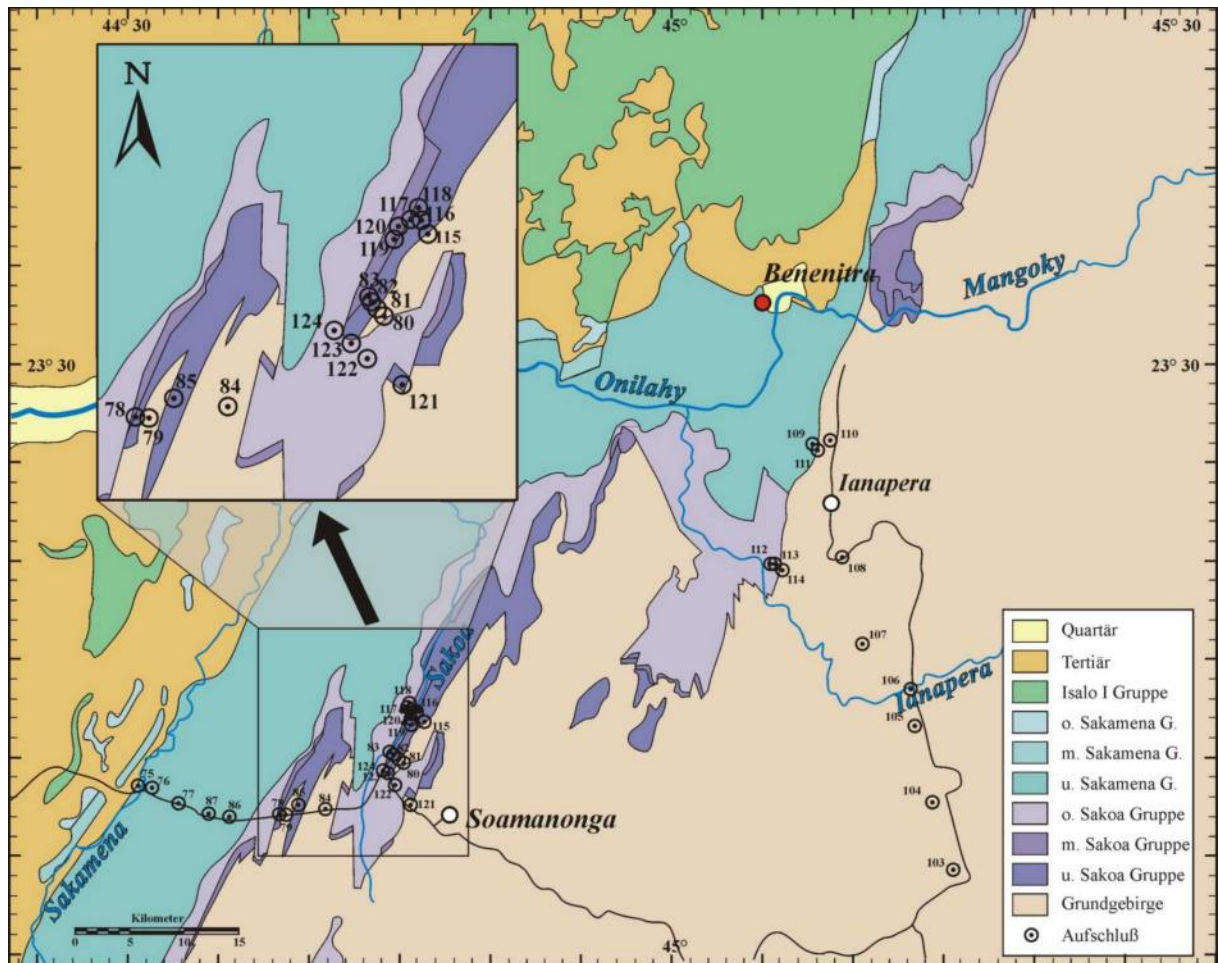 44° 30
45°
45° 30
N
118
117
116
120
115
119
83
82
81
80
124
123
122
121
85
84
78
79
Benenitra
Mangoky
23° 30
23° 30
Onilahy
109
110
111
Ianapera
112
113
114
108
107
106
Ianapera
105
104
103
Sakoa
118
117
116
120
115
119
83
82
81
80
124
123
122
121
75
76
77
87
86
78
79
85
84
Soamanonga
Sakamena
Kilometer
0 5 10 15
45°
Quartär
Tertiär
Isalo I Gruppe
o. Sakamena G.
m. Sakamena G.
u. Sakamena G.
o. Sakoa Gruppe
m. Sakoa Gruppe
u. Sakoa Gruppe
Grundgebirge
Aufschluß